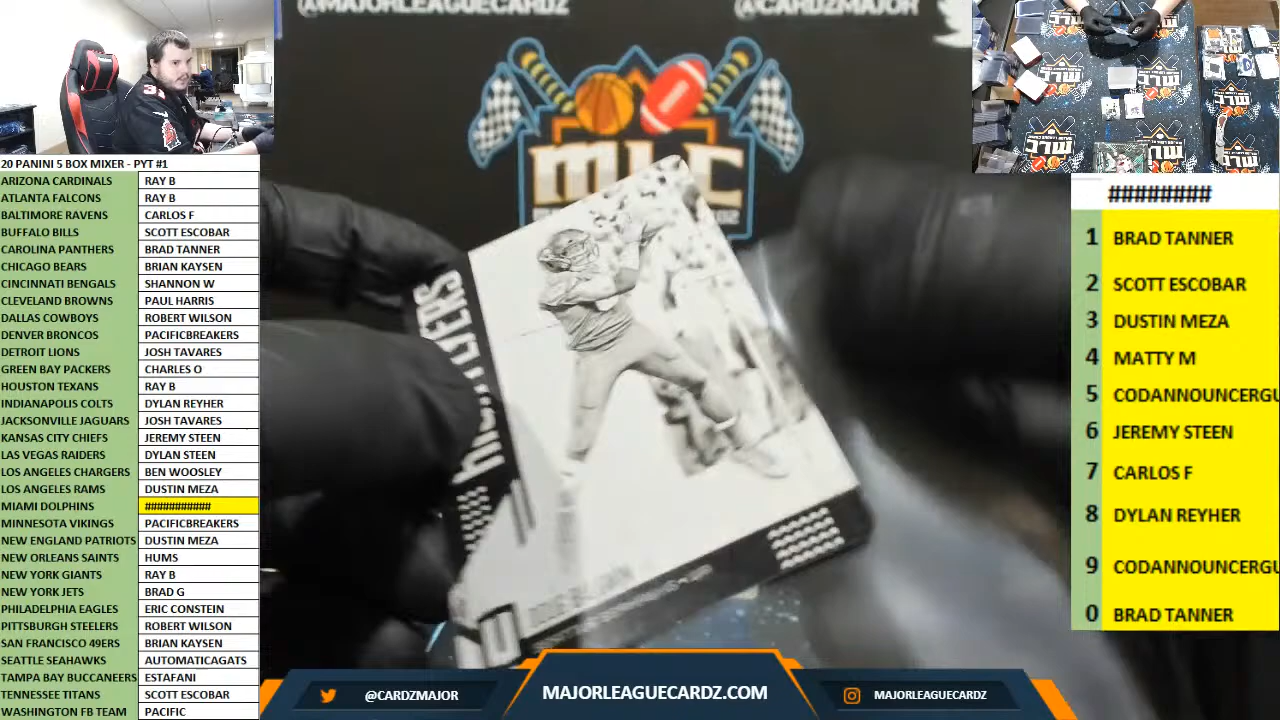 @MAJORLEAGUECARDZ
@CARDZMAJOR
MLC
20 PANINI 5 BOX MIXER - PYT #1
ARIZONA CARDINALS RAY B
ATLANTA FALCONS RAY B
BALTIMORE RAVENS CARLOS F
BUFFALO BILLS SCOTT ESCOBAR
CAROLINA PANTHERS BRAD TANNER
CHICAGO BEARS BRIAN KAYSEN
CINCINNATI BENGALS SHANNON W
CLEVELAND BROWNS PAUL HARRIS
DALLAS COWBOYS ROBERT WILSON
DENVER BRONCOS PACIFICBREAKERS
DETROIT LIONS JOSH TAVARES
GREEN BAY PACKERS CHARLES O
HOUSTON TEXANS RAY B
INDIANAPOLIS COLTS DYLAN REYHER
JACKSONVILLE JAGUARS JOSH TAVARES
KANSAS CITY CHIEFS JEREMY STEEN
LAS VEGAS RAIDERS DYLAN STEEN
LOS ANGELES CHARGERS BEN WOOSLEY
LOS ANGELES RAMS DUSTIN MEZA
MIAMI DOLPHINS ###########
MINNESOTA VIKINGS PACIFICBREAKERS
NEW ENGLAND PATRIOTS DUSTIN MEZA
NEW ORLEANS SAINTS HUMS
NEW YORK GIANTS RAY B
NEW YORK JETS BRAD G
PHILADELPHIA EAGLES ERIC CONSTEIN
PITTSBURGH STEELERS ROBERT WILSON
SAN FRANCISCO 49ERS BRIAN KAYSEN
SEATTLE SEAHAWKS AUTOMATICAGATS
TAMPA BAY BUCCANEERS ESTAFANI
TENNESSEE TITANS SCOTT ESCOBAR
WASHINGTON FB TEAM PACIFIC
########
1 BRAD TANNER
2 SCOTT ESCOBAR
3 DUSTIN MEZA
4 MATTY M
5 CODANNOUNCERGU
6 JEREMY STEEN
7 CARLOS F
8 DYLAN REYHER
9 CODANNOUNCERGU
0 BRAD TANNER
@CARDZMAJOR
MAJORLEAGUECARDZ.COM
MAJORLEAGUECARDZ